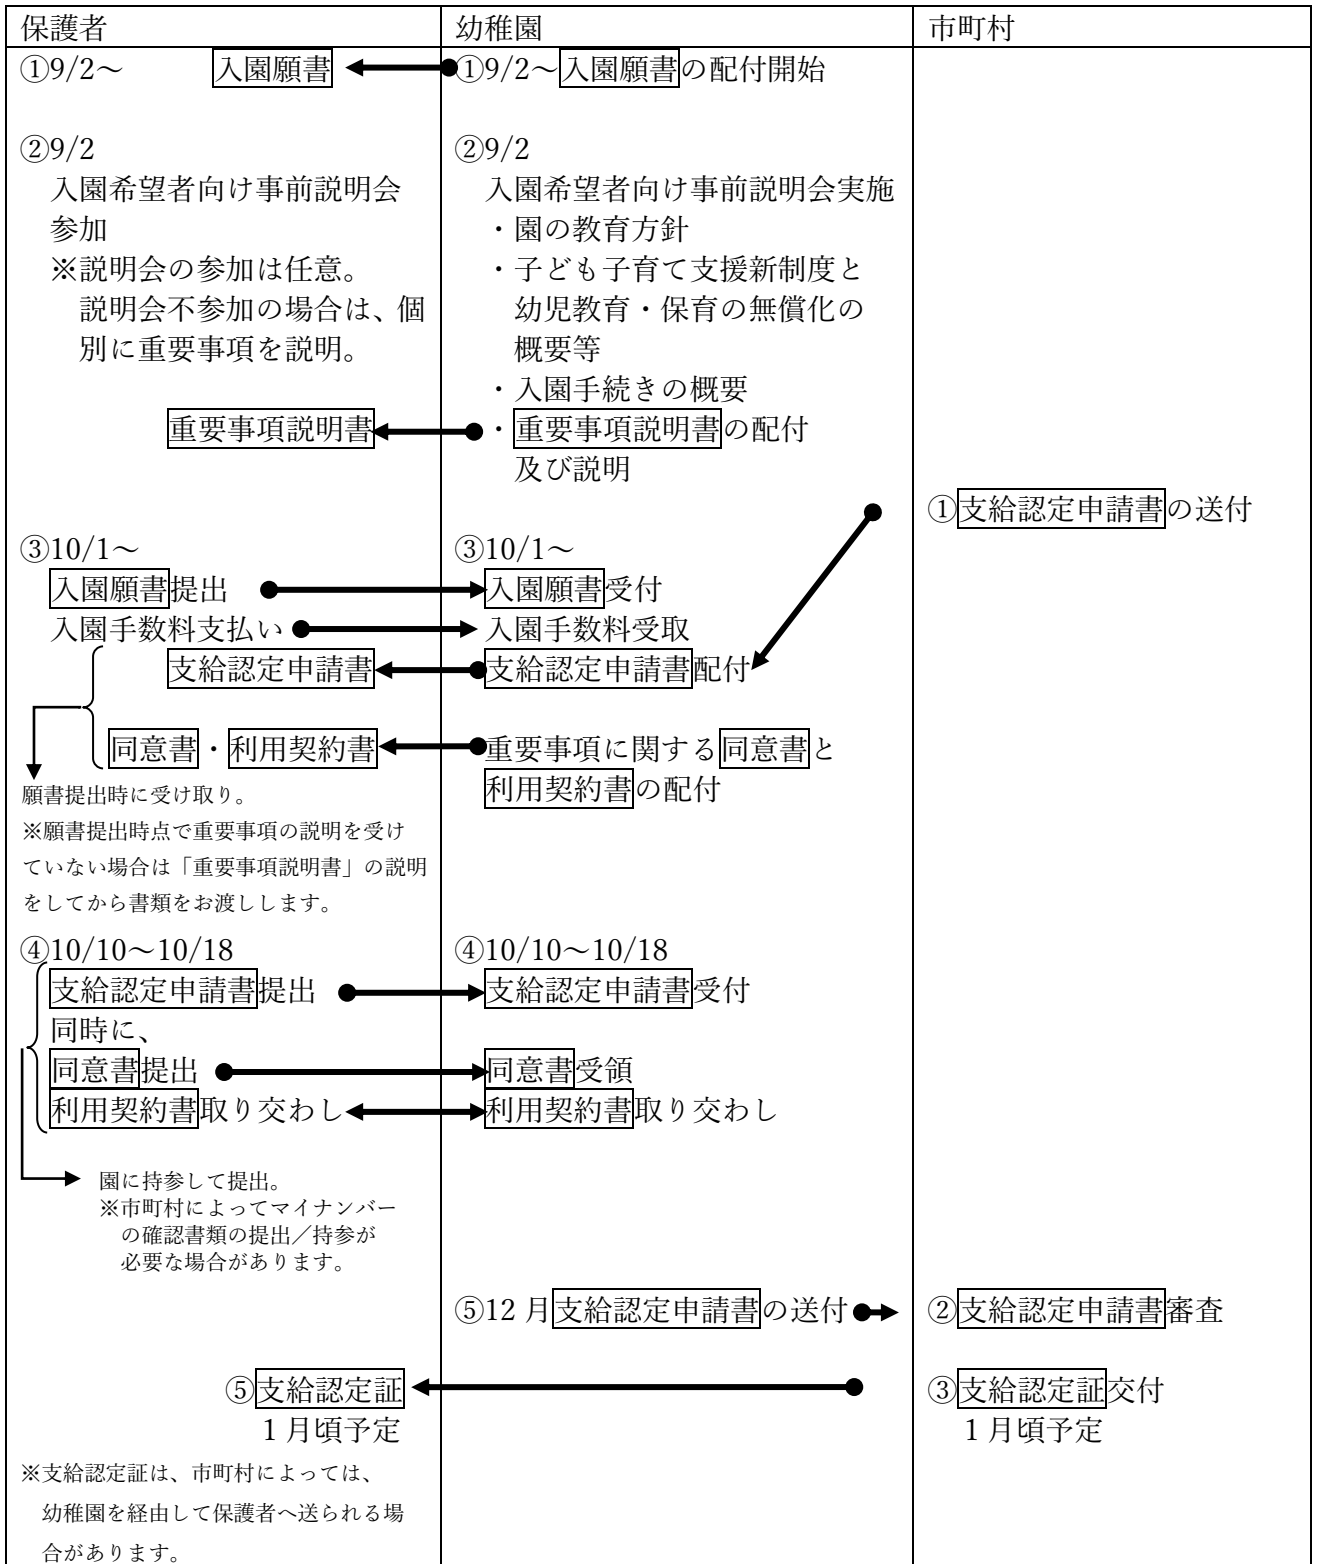 保護者
幼稚園
市町村
①9/2～ 入園願書
①9/2～入園願書の配付開始
②9/2
入園希望者向け事前説明会
参加
※説明会の参加は任意。
説明会不参加の場合は、個
別に重要事項を説明。
重要事項説明書
②9/2
入園希望者向け事前説明会実施
・園の教育方針
・子ども子育て支援新制度と
幼児教育・保育の無償化の
概要等
・入園手続きの概要
・重要事項説明書の配付
及び説明
①支給認定申請書の送付
③10/1～
入園願書提出
入園手数料支払い
支給認定申請書
同意書・利用契約書
願書提出時に受け取り。
※願書提出時点で重要事項の説明を受け
ていない場合は「重要事項説明書」の説明
をしてから書類をお渡しします。
③10/1～
入園願書受付
入園手数料受取
支給認定申請書配付
重要事項に関する同意書と
利用契約書の配付
④10/10～10/18
支給認定申請書提出
同時に、
同意書提出
利用契約書取り交わし
園に持参して提出。
※市町村によってマイナンバー
の確認書類の提出／持参が
必要な場合があります。
④10/10～10/18
支給認定申請書受付
同意書受領
利用契約書取り交わし
⑤12 月支給認定申請書の送付
②支給認定申請書審査
⑤支給認定証
1 月頃予定
③支給認定証交付
1 月頃予定
※支給認定証は、市町村によっては、
幼稚園を経由して保護者へ送られる場
合があります。